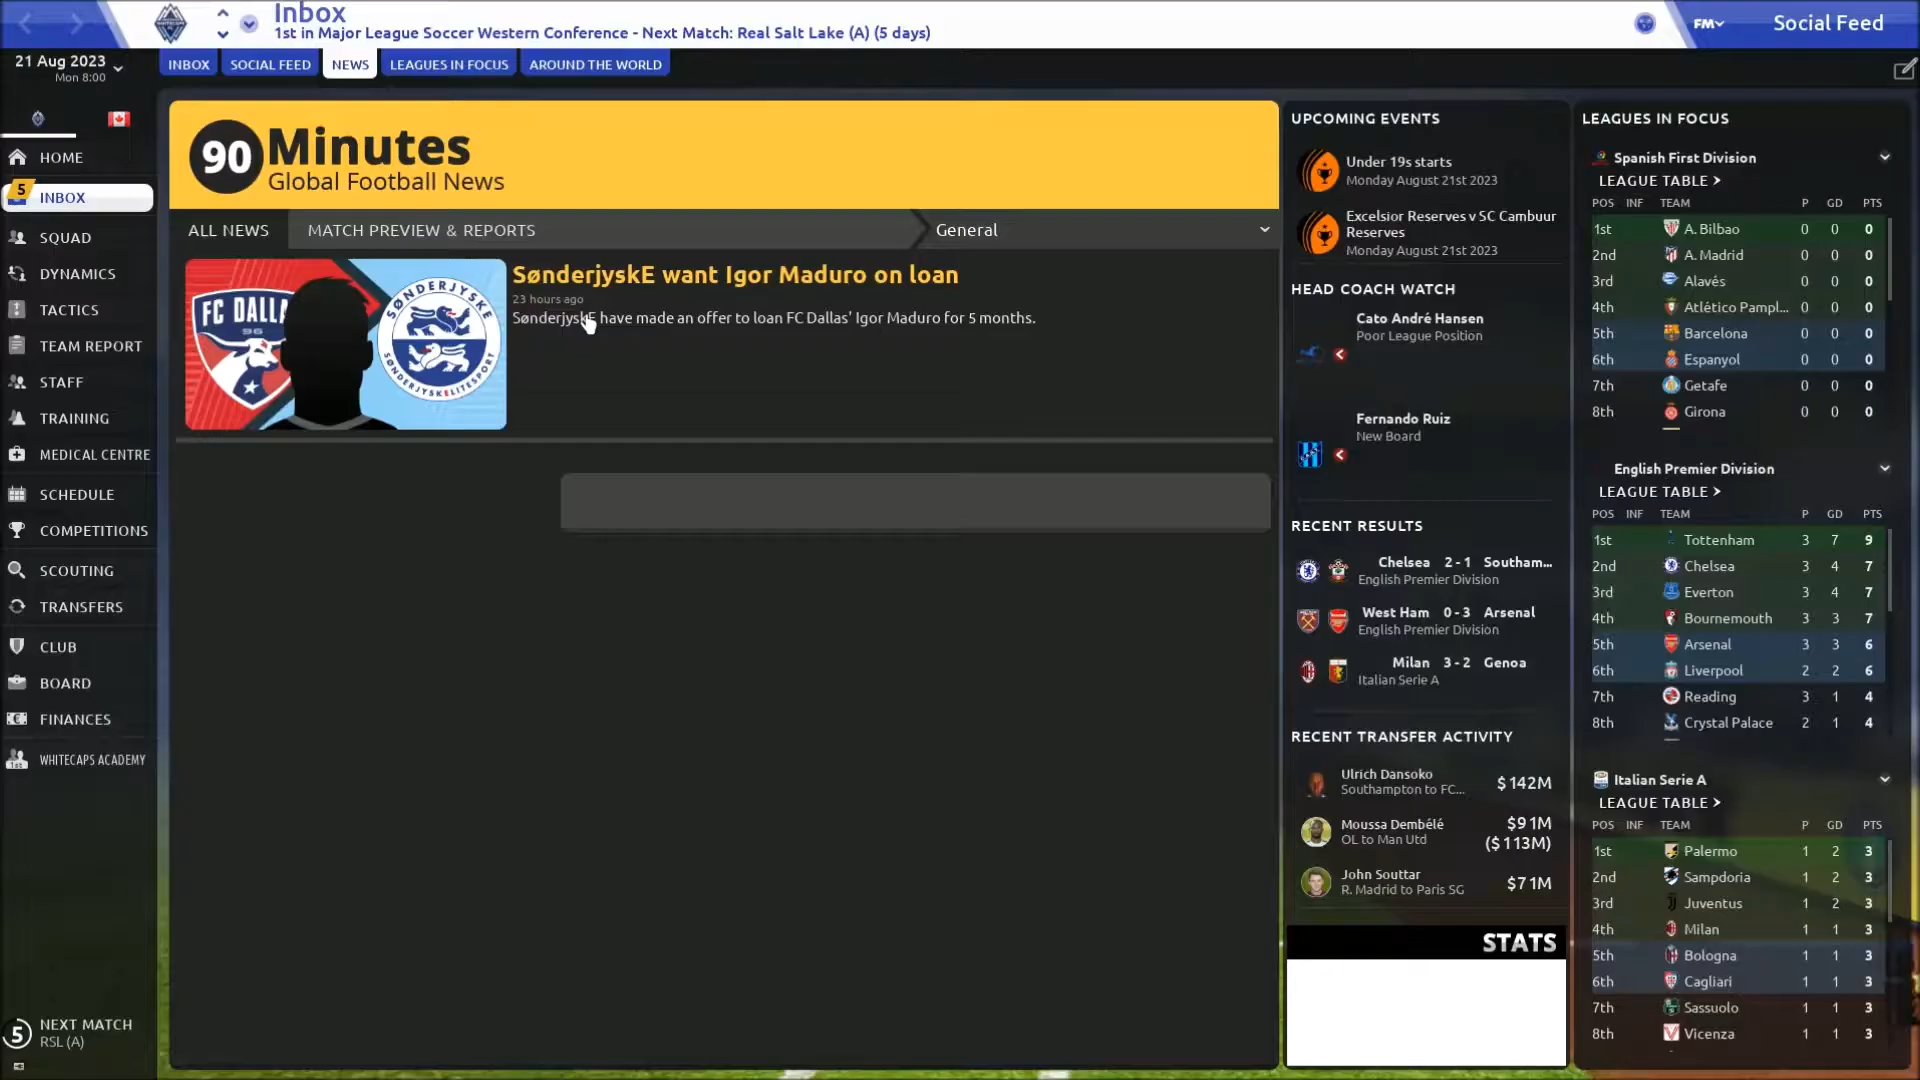 Inbox
1st in Major League Soccer Western Conference - Next Match: Real Salt Lake (A) (5 days)
FM
Social Feed
21 Aug 2023
Mon 8:00
INBOX
SOCIAL FEED
NEWS
LEAGUES IN FOCUS
AROUND THE WORLD
HOME
5
INBOX
SQUAD
DYNAMICS
TACTICS
TEAM REPORT
STAFF
TRAINING
MEDICAL CENTRE
SCHEDULE
COMPETITIONS
SCOUTING
TRANSFERS
CLUB
BOARD
FINANCES
WHITECAPS ACADEMY
5
NEXT MATCH
RSL (A)
90 Minutes
Global Football News
ALL NEWS
MATCH PREVIEW & REPORTS
General
FC DALLA
96
SØNDERJYSKE
SØNDERJYSKELITESPORT
SønderjyskE want Igor Maduro on loan
23 hours ago
SønderjyskE have made an offer to loan FC Dallas' Igor Maduro for 5 months.
UPCOMING EVENTS
Under 19s starts
Monday August 21st 2023
Excelsior Reserves v SC Cambuur
Reserves
Monday August 21st 2023
HEAD COACH WATCH
Cato André Hansen
Poor League Position
Fernando Ruiz
New Board
RECENT RESULTS
Chelsea 2 - 1 Southam...
English Premier Division
West Ham 0 - 3 Arsenal
English Premier Division
Milan 3 - 2 Genoa
Italian Serie A
RECENT TRANSFER ACTIVITY
Ulrich Dansoko
Southampton to FC...
$142M
Moussa Dembélé
OL to Man Utd
$91M
($113M)
John Souttar
R. Madrid to Paris SG
$71M
STATS
LEAGUES IN FOCUS
Spanish First Division
LEAGUE TABLE >
POS INF TEAM P GD PTS
1st A. Bilbao 0 0 0
2nd A. Madrid 0 0 0
3rd Alavés 0 0 0
4th Atlético Pampl... 0 0 0
5th Barcelona 0 0 0
6th Espanyol 0 0 0
7th Getafe 0 0 0
8th Girona 0 0 0
English Premier Division
LEAGUE TABLE >
POS INF TEAM P GD PTS
1st Tottenham 3 7 9
2nd Chelsea 3 4 7
3rd Everton 3 4 7
4th Bournemouth 3 3 7
5th Arsenal 3 3 6
6th Liverpool 2 2 6
7th Reading 3 1 4
8th Crystal Palace 2 1 4
Italian Serie A
LEAGUE TABLE >
POS INF TEAM P GD PTS
1st Palermo 1 2 3
2nd Sampdoria 1 2 3
3rd Juventus 1 2 3
4th Milan 1 1 3
5th Bologna 1 1 3
6th Cagliari 1 1 3
7th Sassuolo 1 1 3
8th Vicenza 1 1 3